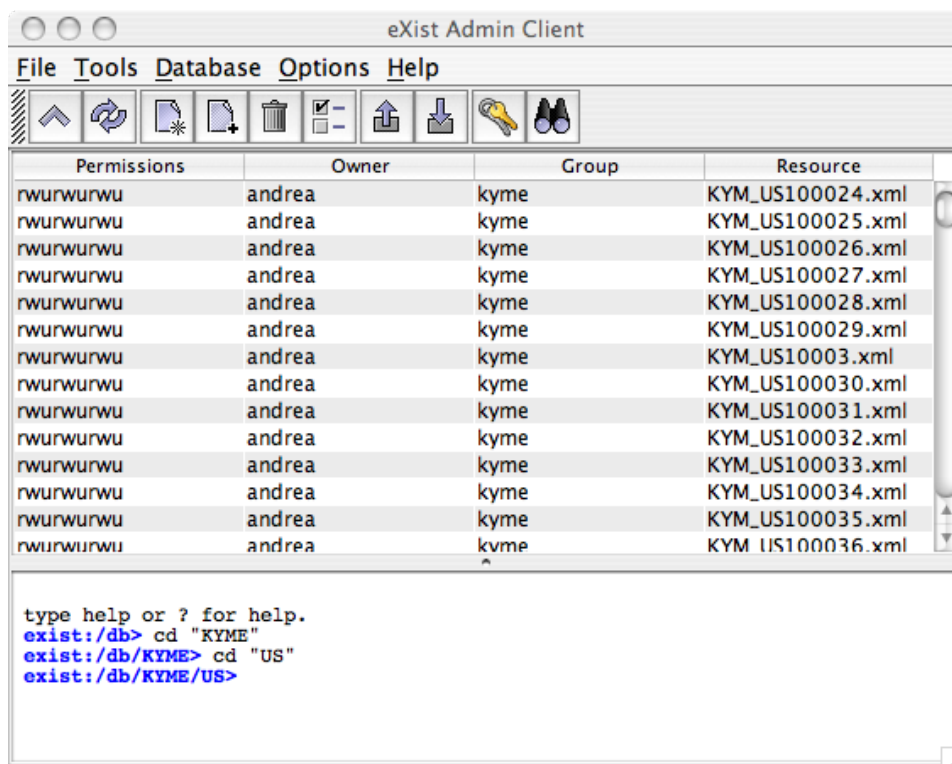 eXist Admin Client
File Tools Database Options Help
Permissions Owner Group Resource
rwurwurwu andrea kyme KYM_US100024.xml
rwurwurwu andrea kyme KYM_US100025.xml
rwurwurwu andrea kyme KYM_US100026.xml
rwurwurwu andrea kyme KYM_US100027.xml
rwurwurwu andrea kyme KYM_US100028.xml
rwurwurwu andrea kyme KYM_US100029.xml
rwurwurwu andrea kyme KYM_US10003.xml
rwurwurwu andrea kyme KYM_US100030.xml
rwurwurwu andrea kyme KYM_US100031.xml
rwurwurwu andrea kyme KYM_US100032.xml
rwurwurwu andrea kyme KYM_US100033.xml
rwurwurwu andrea kyme KYM_US100034.xml
rwurwurwu andrea kyme KYM_US100035.xml
rwurwurwu andrea kyme KYM_US100036.xml
type help or ? for help.
exist:/db> cd "KYME"
exist:/db/KYME> cd "US"
exist:/db/KYME/US>